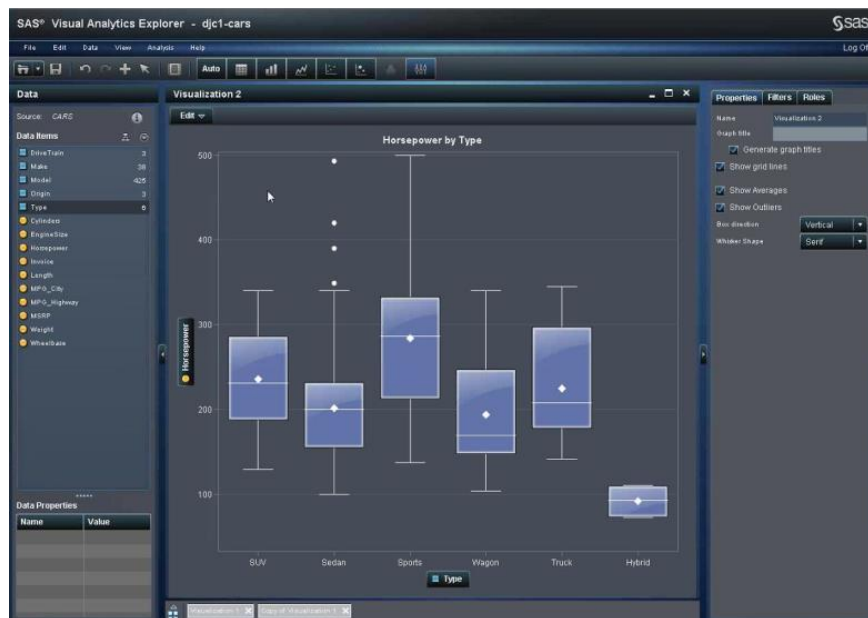 SAS® Visual Analytics Explorer - djc1-cars
sas
File Edit Data View Analysis Help
Log Of
Auto
Data
Source: CARS
Data Items
DriveTrain 3
Make 38
Model 425
Origin 3
Type 6
Cylinders
EngineSize
Horsepower
Invoice
Length
MPG_City
MPG_Highway
MSRP
Weight
Wheelbase
Data Properties
Name Value
Visualization 2
Edit
Horsepower by Type
500
400
300
200
100
Horsepower
SUV Sedan Sports Wagon Truck Hybrid
Type
Visualization 1 Copy of Visualization 1
Properties Filters Roles
Name Visualization 2
Graph title
Generate graph titles
Show grid lines
Show Averages
Show Outliers
Box direction Vertical
Whisker Shape Serif